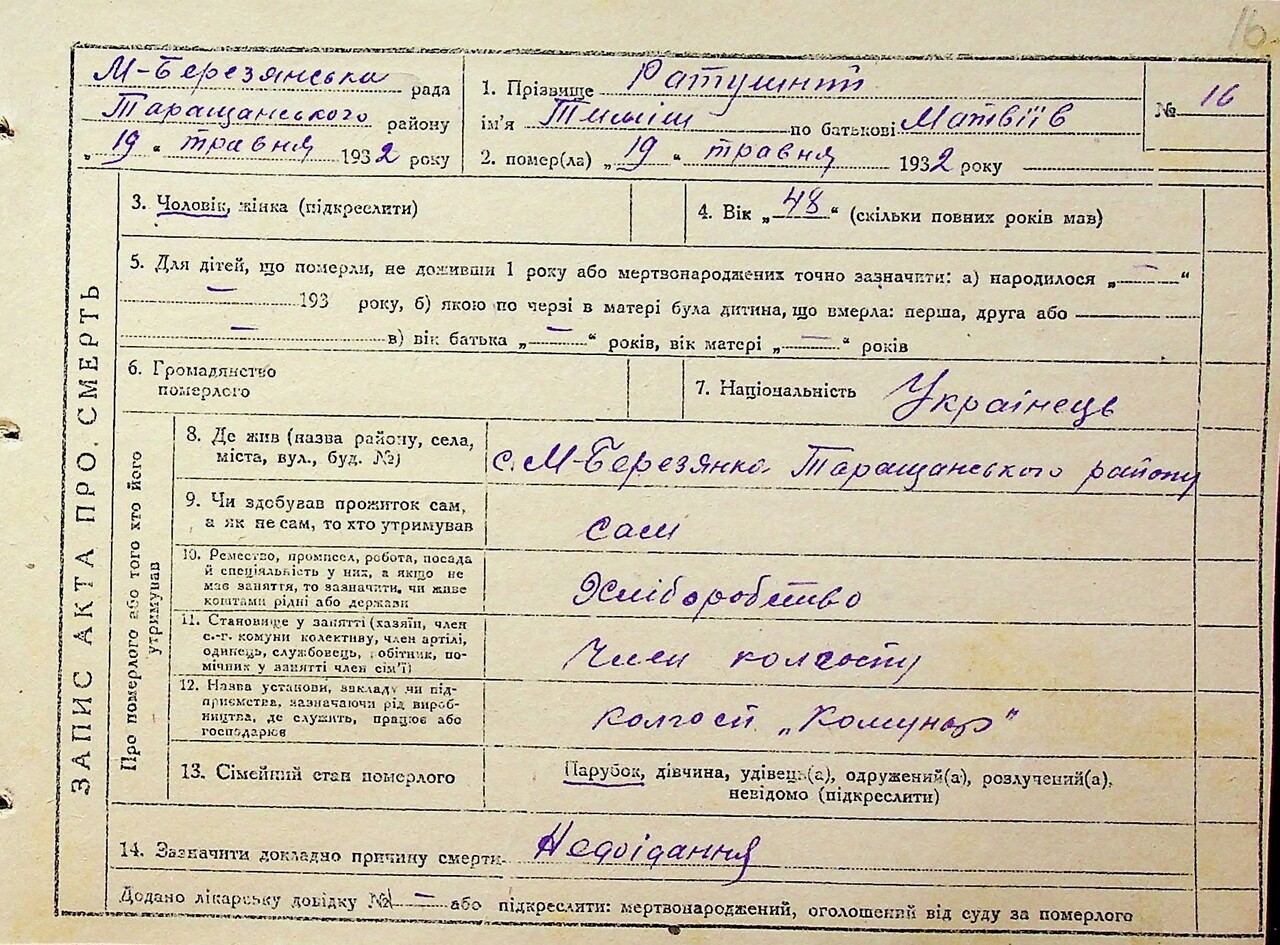 16
М-Березянська рада
Таращанського району
„ 19 “ травня 1932 року
1. Прізвище Ратушний
ім'я Тиміш по батькові Матвіїв
2. помер(ла) „ 19 “ травня 1932 року
№ 16
ЗАПИС АКТА ПРО СМЕРТЬ
3. Чоловік, жінка (підкреслити)
4. Вік „ 48 “ (скільки повних років мав)
5. Для дітей, що померли, не доживши 1 року або мертвонароджених точно зазначити: а) народилося „ — “
— 193 року, б) якою по черзі в матері була дитина, що вмерла: перша, друга або
— в) вік батька „ — “ років, вік матері „ — “ років
6. Громадянство
померлого
7. Національність Українець
Про померлого або того хто його
утримував
8. Де жив (назва району, села,
міста, вул., буд. №)
с. М-Березянка Таращанського району
9. Чи здобував прожиток сам,
а як не сам, то хто утримував
сам
10. Ремество, промисел, робота, посада
й спеціяльність у них, а якщо не
має заняття, то зазначити, чи живе
коштами рідні або держави
Хліборобство
11. Становище у занятті (хазяїн, член
с.-г. комуни колективу, член артілі,
одинець, службовець, робітник, по-
мічник у занятті член сім'ї)
Член колгоспу
12. Назва установи, закладу чи під-
приємства, зазначаючи рід вироб-
ництва, де служить, працює або
господарює
колгосп „Комунар"
13. Сімейний стан померлого
Парубок, дівчина, удівець(а), одружений(а), розлучений(а),
невідомо (підкреслити)
14. Зазначити докладно причину смерти Недоїдання
Додано лікарську довідку № — або підкресляти: мертвонароджений, оголошений від суду за померлого